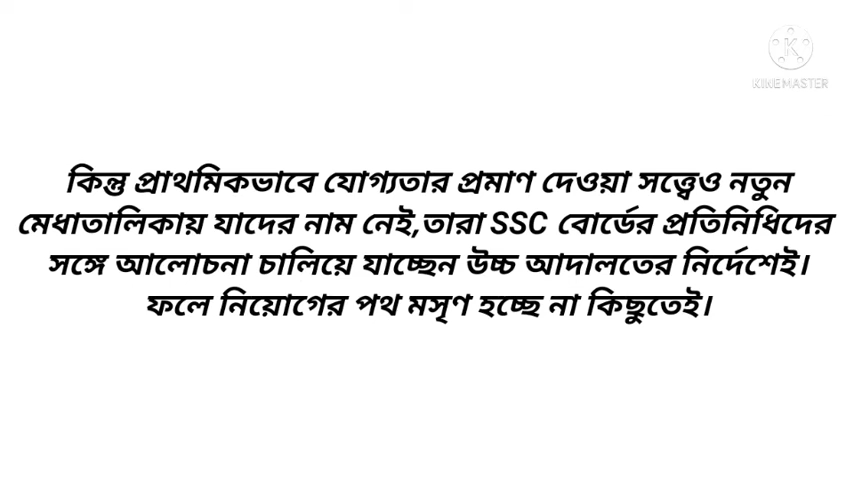 KINEMASTER
কিন্তু প্রাথমিকভাবে যোগ্যতার প্রমাণ দেওয়া সত্ত্বেও নতুন
মেধাতালিকায় যাদের নাম নেই,তারা SSC বোর্ডের প্রতিনিধিদের
সঙ্গে আলোচনা চালিয়ে যাচ্ছেন উচ্চ আদালতের নির্দেশেই।
ফলে নিয়োগের পথ মসৃণ হচ্ছে না কিছুতেই।